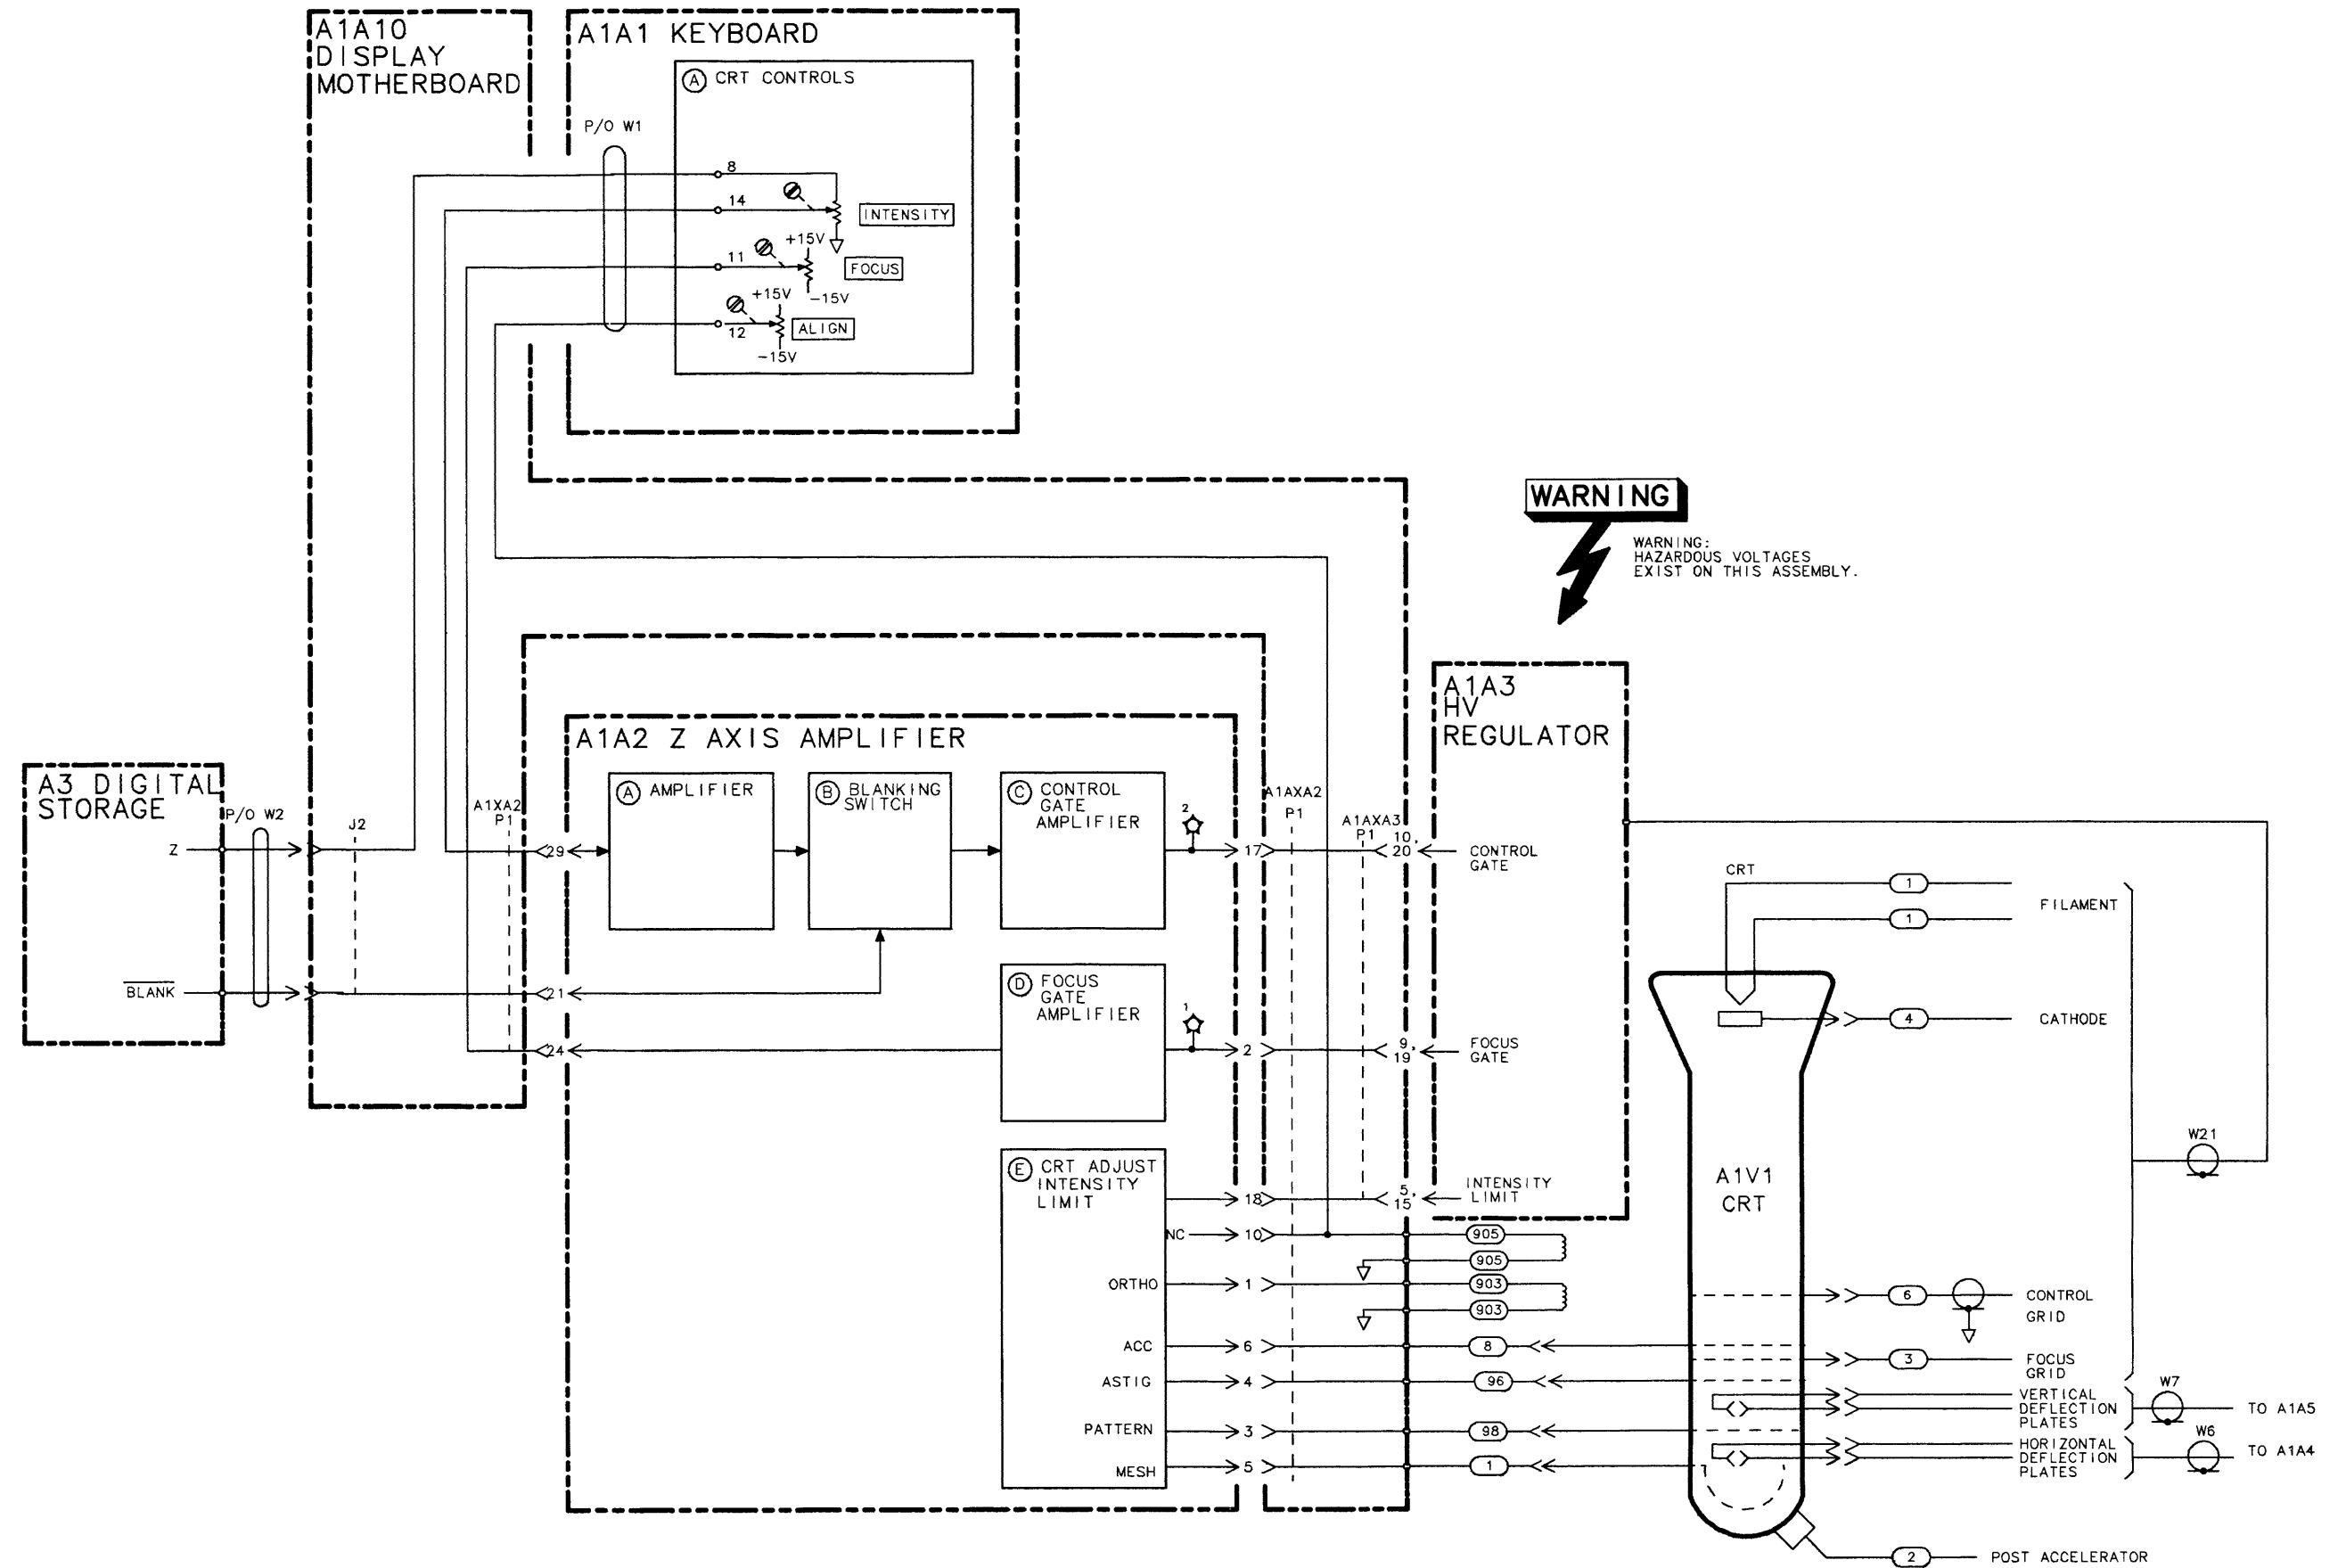 A1A10
DISPLAY
MOTHERBOARD
A1A1 KEYBOARD
A CRT CONTROLS
P/O W1
8
14
INTENSITY
+15V
11
FOCUS
-15V
+15V
12
ALIGN
-15V
WARNING
WARNING:
HAZARDOUS VOLTAGES
EXIST ON THIS ASSEMBLY.
A1A3
HV
REGULATOR
A1A2 Z AXIS AMPLIFIER
A3 DIGITAL
STORAGE
P/O W2
J2
A1XA2
P1
A AMPLIFIER
B BLANKING
SWITCH
C CONTROL
GATE
AMPLIFIER
2
A1AXA2
P1
A1AXA3
P1
Z
29
17
10,
20
CONTROL
GATE
BLANK
21
D FOCUS
GATE
AMPLIFIER
1
24
2
9,
19
FOCUS
GATE
E CRT ADJUST
INTENSITY
LIMIT
18
5,
15
INTENSITY
LIMIT
NC
10
905
905
ORTHO
1
903
903
ACC
6
8
ASTIG
4
96
PATTERN
3
98
MESH
5
1
CRT
1
FILAMENT
1
4
CATHODE
A1V1
CRT
W21
6
CONTROL
GRID
3
FOCUS
GRID
VERTICAL
DEFLECTION
PLATES
W7
TO A1A5
HORIZONTAL
DEFLECTION
PLATES
W6
TO A1A4
2
POST ACCELERATOR